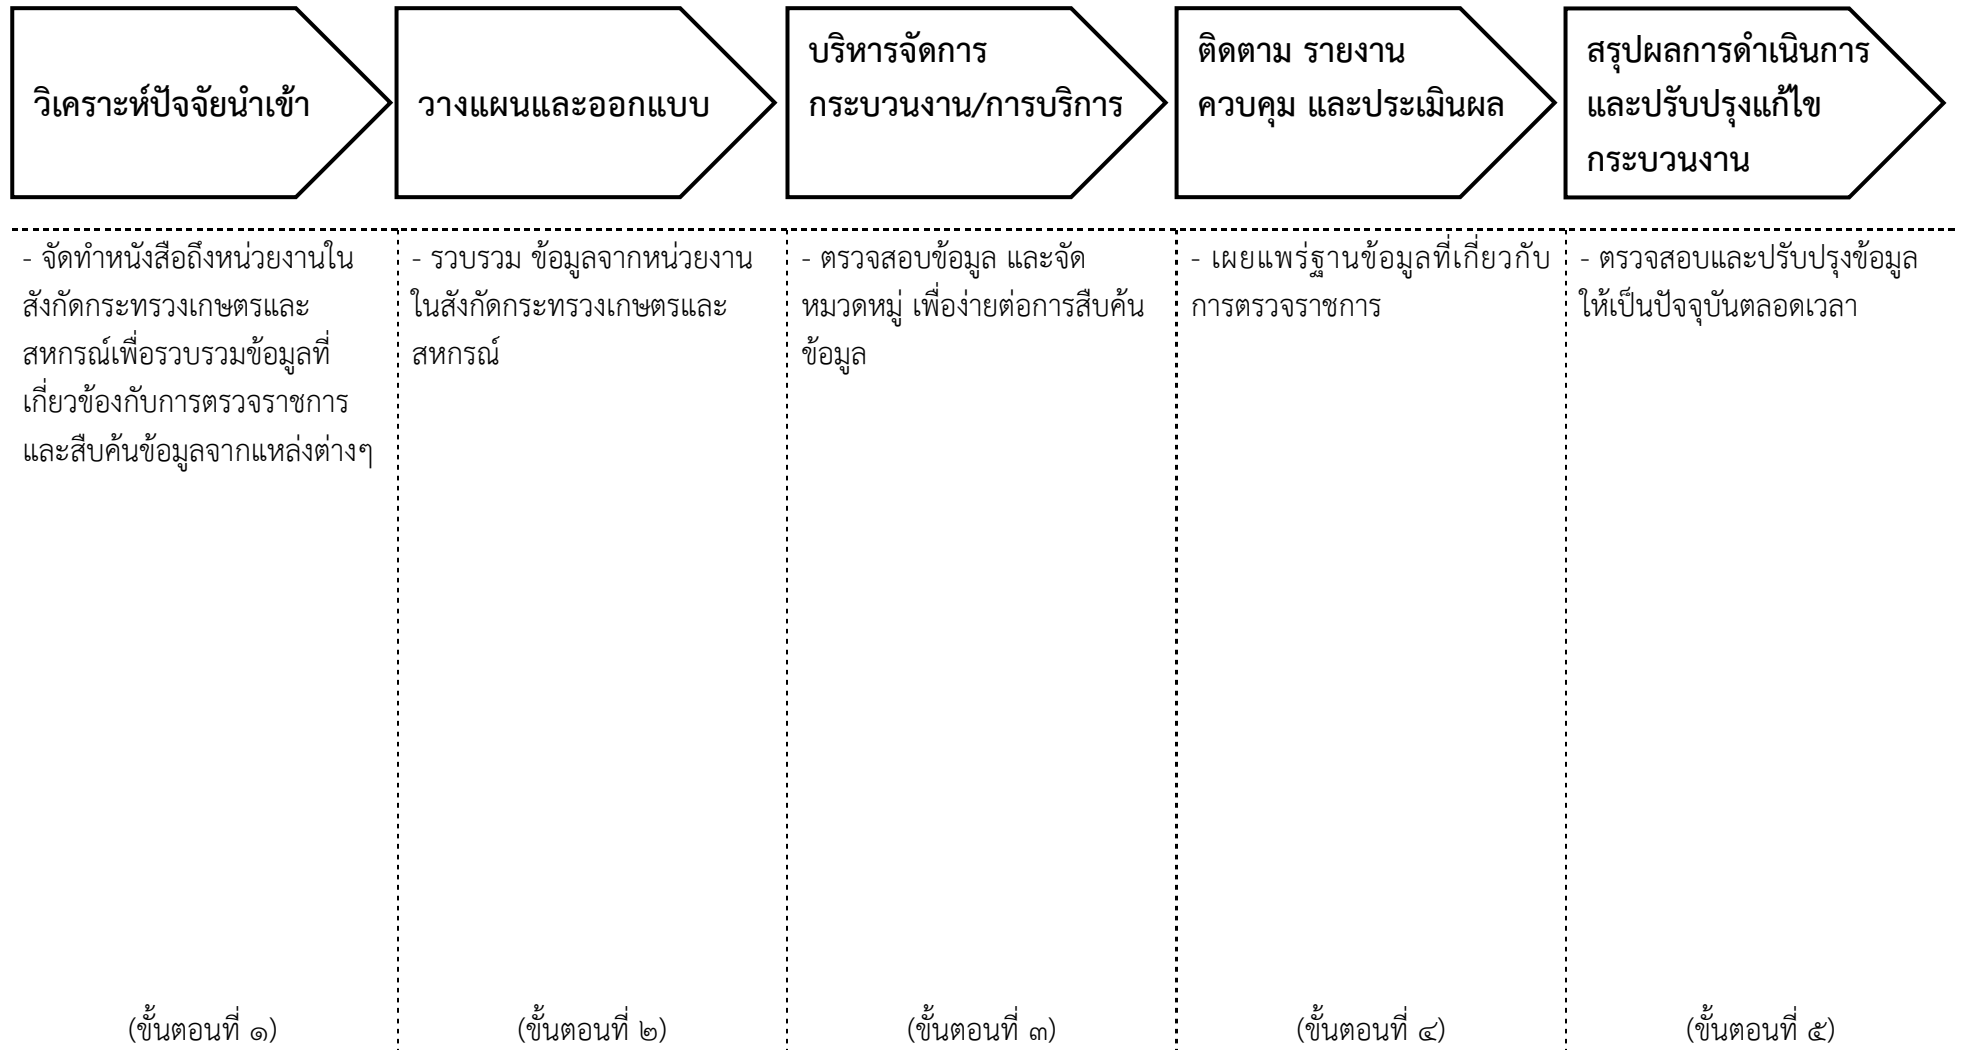 วิเคราะห์ปัจจัยนำเข้า
วางแผนและออกแบบ
บริหารจัดการ
กระบวนงาน/การบริการ
ติดตาม รายงาน
ควบคุม และประเมินผล
สรุปผลการดำเนินการ
และปรับปรุงแก้ไข
กระบวนงาน
- จัดทำหนังสือถึงหน่วยงานใน
สังกัดกระทรวงเกษตรและ
สหกรณ์เพื่อรวบรวมข้อมูลที่
เกี่ยวข้องกับการตรวจราชการ
และสืบค้นข้อมูลจากแหล่งต่างๆ
- รวบรวม ข้อมูลจากหน่วยงาน
ในสังกัดกระทรวงเกษตรและ
สหกรณ์
- ตรวจสอบข้อมูล และจัด
หมวดหมู่ เพื่อง่ายต่อการสืบค้น
ข้อมูล
- เผยแพร่ฐานข้อมูลที่เกี่ยวกับ
การตรวจราชการ
- ตรวจสอบและปรับปรุงข้อมูล
ให้เป็นปัจจุบันตลอดเวลา
(ขั้นตอนที่ ๑)
(ขั้นตอนที่ ๒)
(ขั้นตอนที่ ๓)
(ขั้นตอนที่ ๔)
(ขั้นตอนที่ ๕)